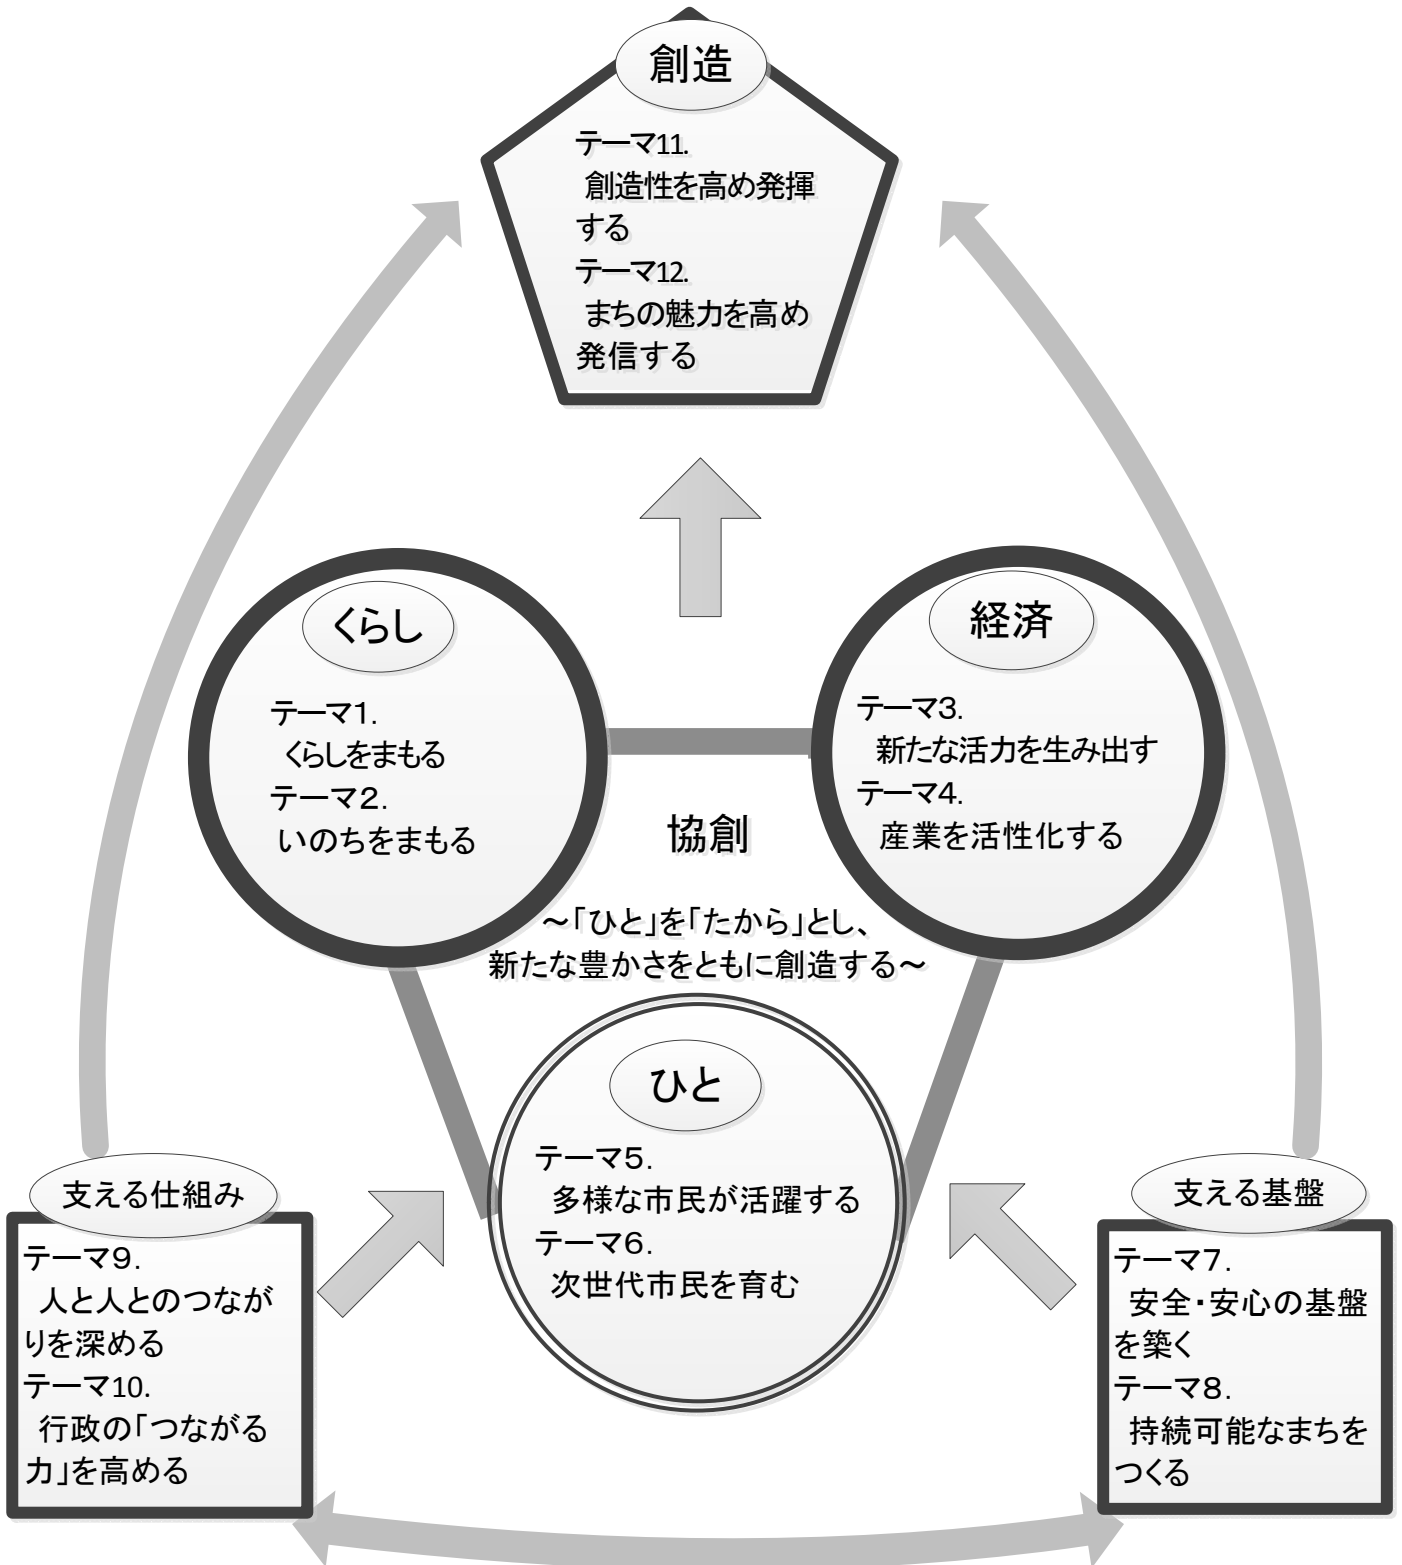 創造
テーマ11.
創造性を高め発揮
する
テーマ12.
まちの魅力を高め
発信する
くらし
テーマ1.
くらしをまもる
テーマ2.
いのちをまもる
経済
テーマ3.
新たな活力を生み出す
テーマ4.
産業を活性化する
協創
～「ひと」を「たから」とし、
新たな豊かさをともに創造する～
ひと
テーマ5.
多様な市民が活躍する
テーマ6.
次世代市民を育む
支える仕組み
テーマ9.
人と人とのつなが
りを深める
テーマ10.
行政の「つながる
力」を高める
支える基盤
テーマ7.
安全・安心の基盤
を築く
テーマ8.
持続可能なまちを
つくる